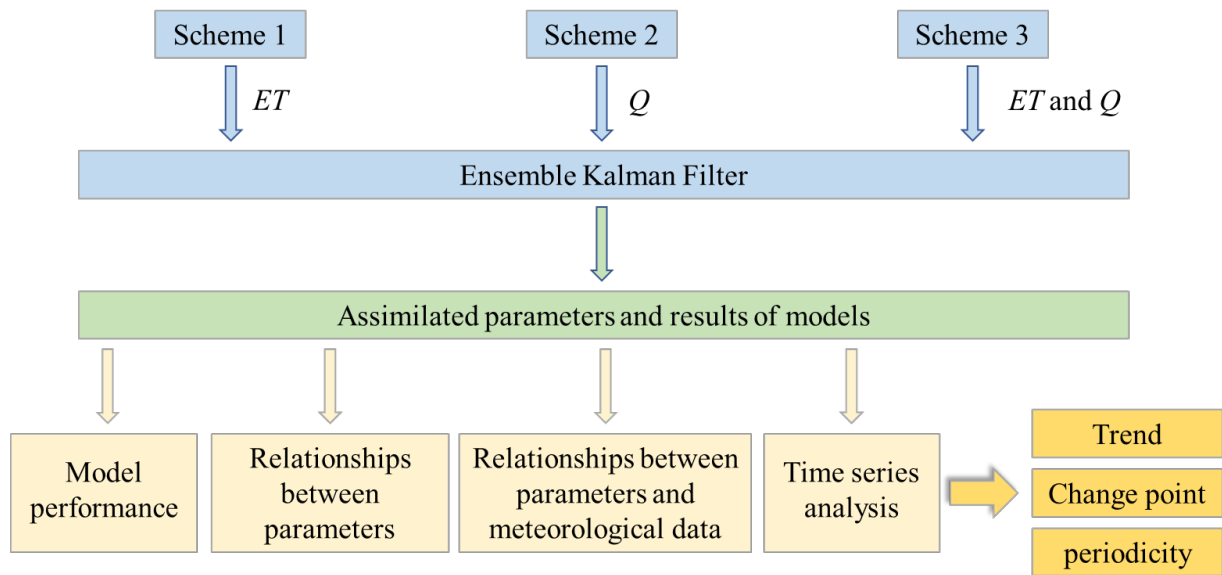 Scheme 1
Scheme 2
Scheme 3
ET
Q
ET and Q
Ensemble Kalman Filter
Assimilated parameters and results of models
Model
performance
Relationships
between
parameters
Relationships between
parameters and
meteorological data
Time series
analysis
Trend
Change point
periodicity